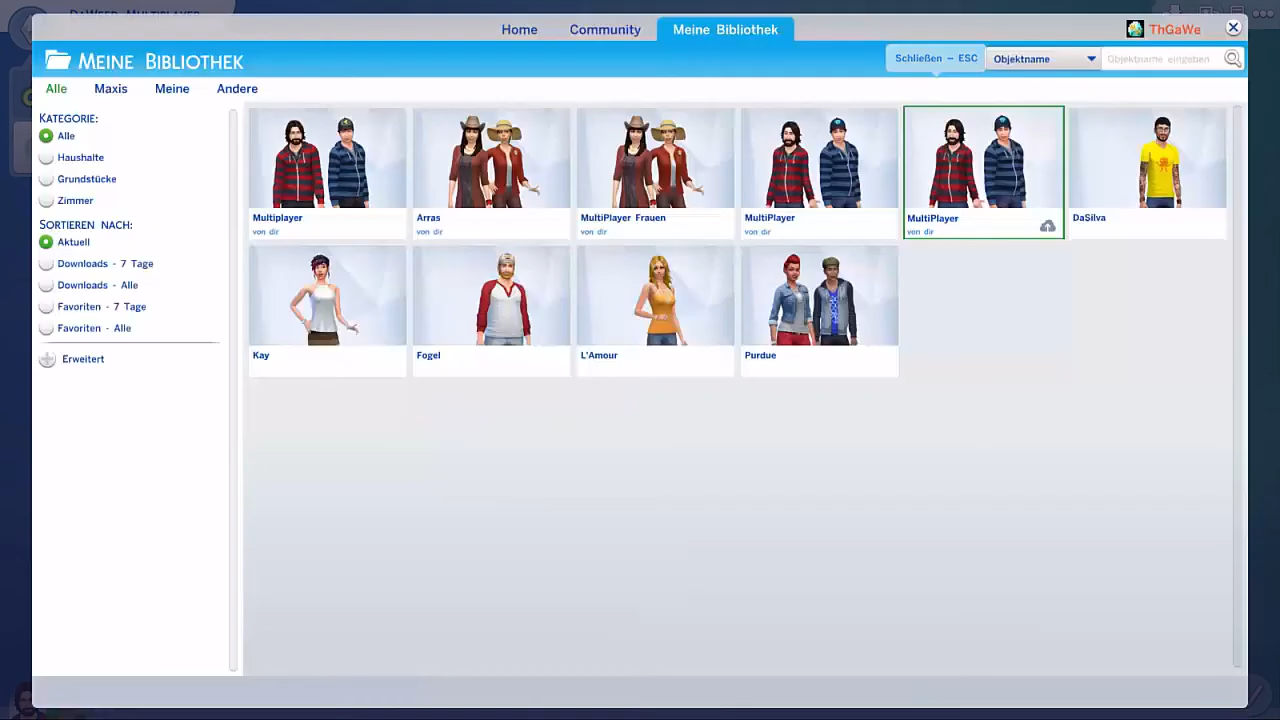 DaWeep Multiplayer
Home
Community
Meine Bibliothek
ThGaWe
Meine Bibliothek
Schließen – ESC
Objektname
Objektname eingeben
Alle
Maxis
Meine
Andere
Kategorie:
Alle
Haushalte
Grundstücke
Zimmer
Sortieren nach:
Aktuell
Downloads - 7 Tage
Downloads - Alle
Favoriten - 7 Tage
Favoriten - Alle
Erweitert
Multiplayer
von dir
Arras
von dir
MultiPlayer Frauen
von dir
MultiPlayer
von dir
MultiPlayer
von dir
DaSilva
Kay
Fogel
L'Amour
Purdue